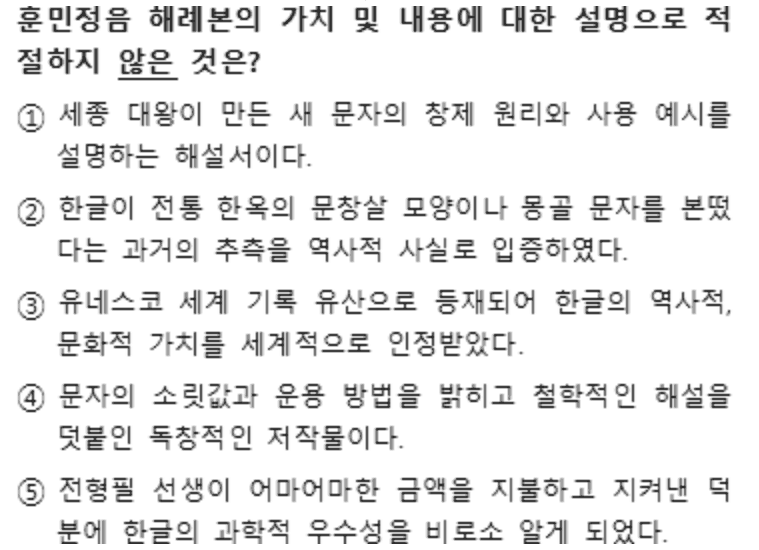 훈민정음 해례본의 가치 및 내용에 대한 설명으로 적
절하지 않은 것은?
① 세종 대왕이 만든 새 문자의 창제 원리와 사용 예시를
설명하는 해설서이다.
② 한글이 전통 한옥의 문창살 모양이나 몽골 문자를 본떴
다는 과거의 추측을 역사적 사실로 입증하였다.
③ 유네스코 세계 기록 유산으로 등재되어 한글의 역사적,
문화적 가치를 세계적으로 인정받았다.
④ 문자의 소릿값과 운용 방법을 밝히고 철학적인 해설을
덧붙인 독창적인 저작물이다.
⑤ 전형필 선생이 어마어마한 금액을 지불하고 지켜낸 덕
분에 한글의 과학적 우수성을 비로소 알게 되었다.